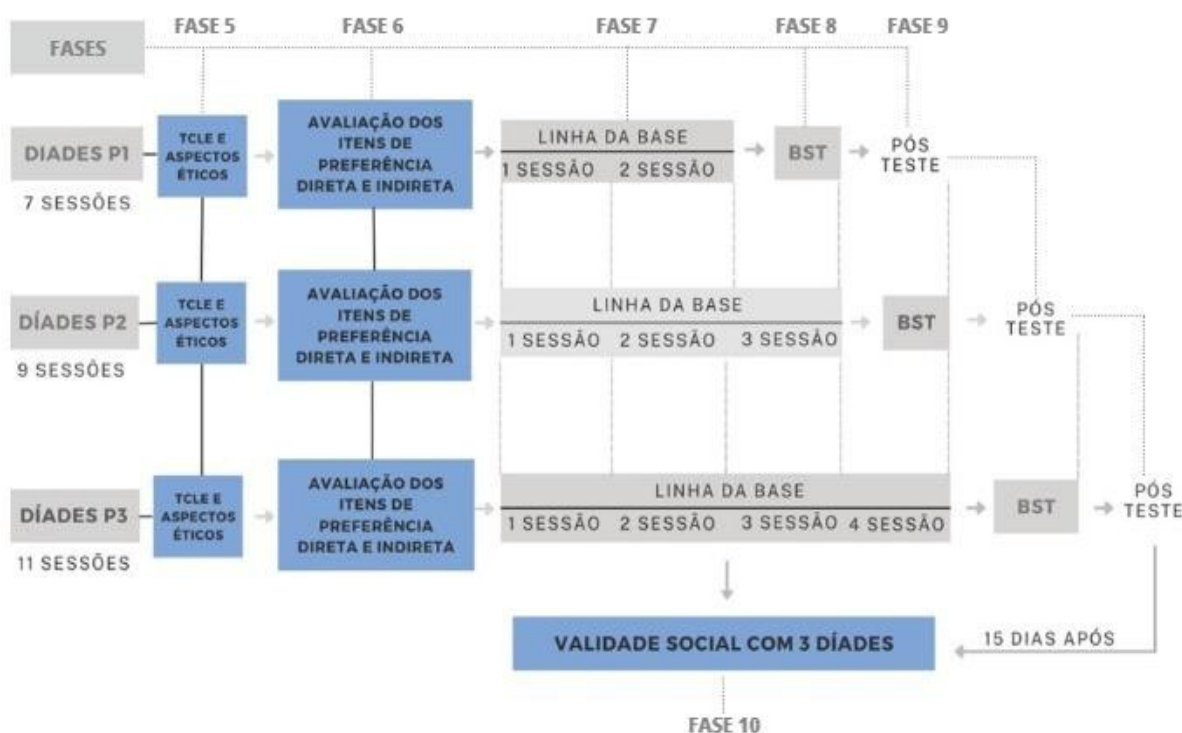 FASES
FASE 5
FASE 6
FASE 7
FASE 8
FASE 9
DIADES P1
7 SESSÕES
TCLE E
ASPECTOS
ÉTICOS
AVALIAÇÃO DOS
ITENS DE
PREFERÊNCIA
DIRETA E INDIRETA
LINHA DA BASE
1 SESSÃO 2 SESSÃO
BST
PÓS
TESTE
DÍADES P2
9 SESSÕES
TCLE E
ASPECTOS
ÉTICOS
AVALIAÇÃO DOS
ITENS DE
PREFERÊNCIA
DIRETA E INDIRETA
LINHA DA BASE
1 SESSÃO 2 SESSÃO 3 SESSÃO
BST
PÓS
TESTE
DÍADES P3
11 SESSÕES
TCLE E
ASPECTOS
ÉTICOS
AVALIAÇÃO DOS
ITENS DE
PREFERÊNCIA
DIRETA E INDIRETA
LINHA DA BASE
1 SESSÃO 2 SESSÃO 3 SESSÃO 4 SESSÃO
BST
PÓS
TESTE
VALIDADE SOCIAL COM 3 DÍADES
15 DIAS APÓS
FASE 10